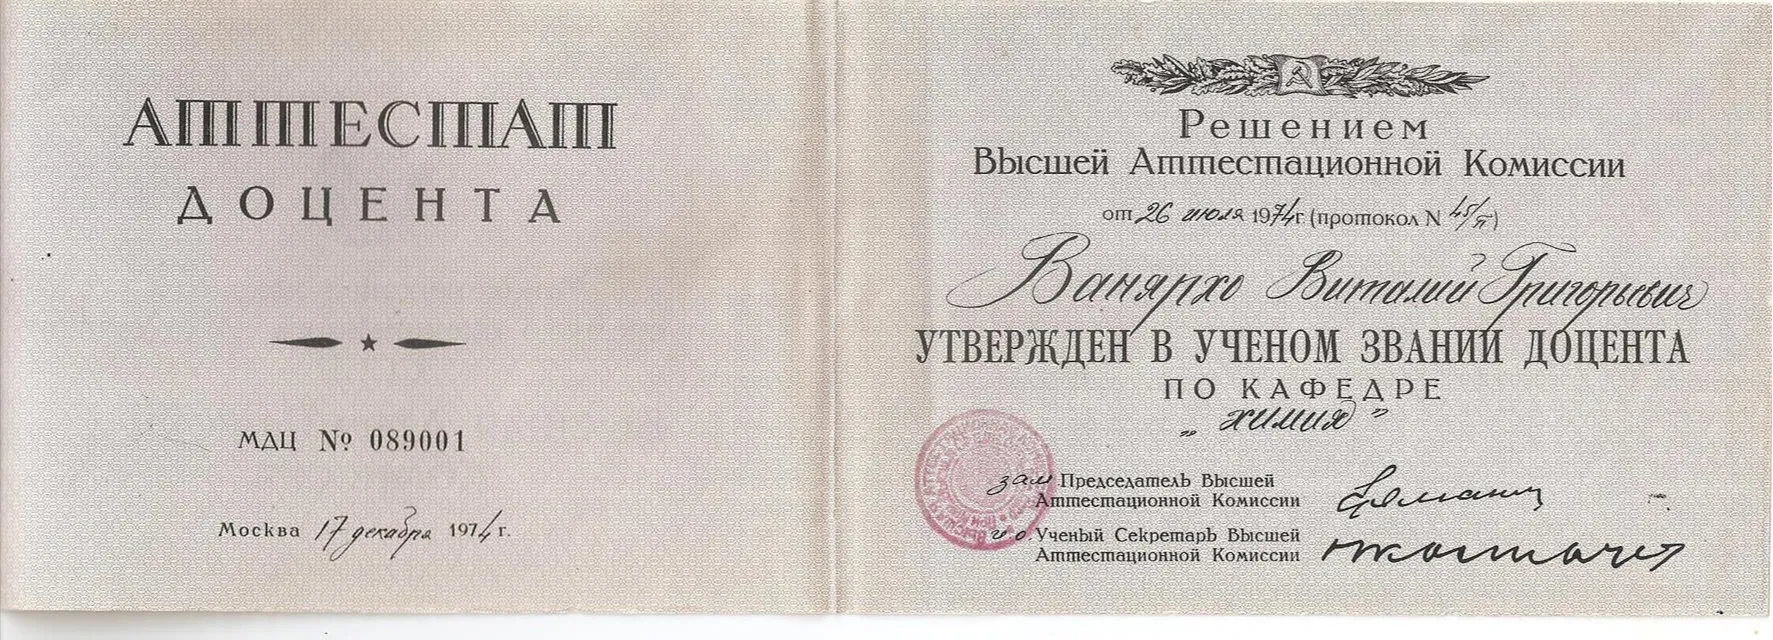 АТТЕСТАТ
ДОЦЕНТА
МДЦ № 089001
Москва 17 декабря 1974 г.
Решением
Высшей Аттестационной Комиссии
от 26 июля 1974 г (протокол N 45/п)
Ванярхо Виталий Григорьевич
УТВЕРЖДЕН В УЧЕНОМ ЗВАНИИ ДОЦЕНТА
ПО КАФЕДРЕ
„ химия”
зам Председатель Высшей
Аттестационной Комиссии
и.о. Ученый Секретарь Высшей
Аттестационной Комиссии